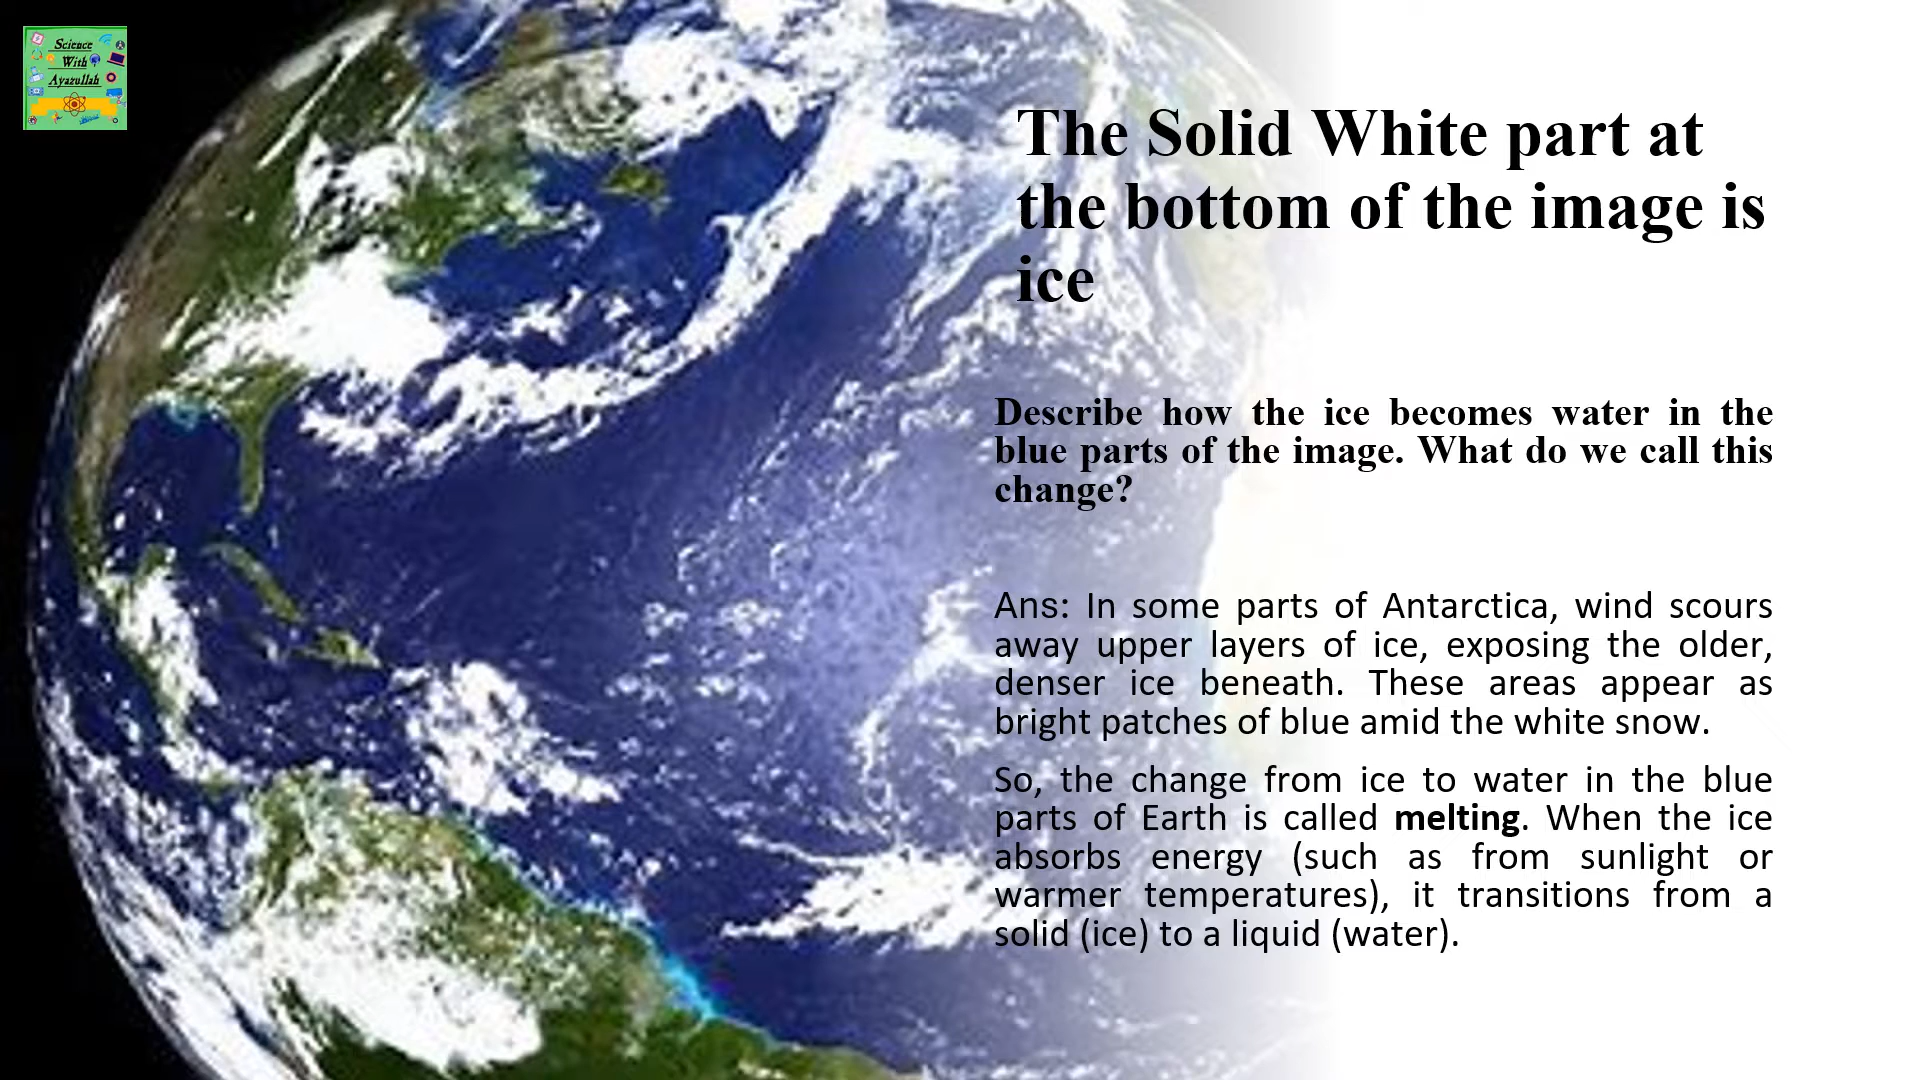 Science
With
Ayazullah
The Solid White part at
the bottom of the image is
ice
Describe how the ice becomes water in the
blue parts of the image. What do we call this
change?
Ans: In some parts of Antarctica, wind scours
away upper layers of ice, exposing the older,
denser ice beneath. These areas appear as
bright patches of blue amid the white snow.
So, the change from ice to water in the blue
parts of Earth is called melting. When the ice
absorbs energy (such as from sunlight or
warmer temperatures), it transitions from a
solid (ice) to a liquid (water).